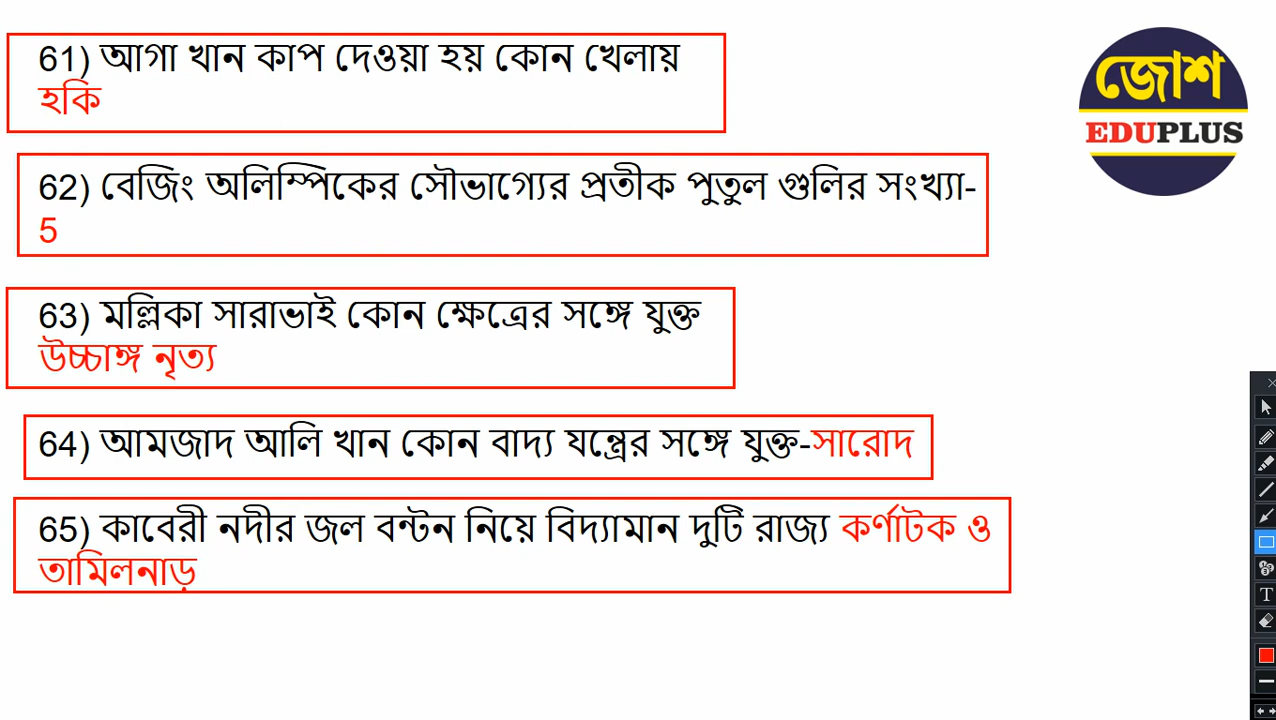 61) আগা খান কাপ দেওয়া হয় কোন খেলায়
হকি
62) বেজিং অলিম্পিকের সৌভাগ্যের প্রতীক পুতুল গুলির সংখ্যা-
5
63) মল্লিকা সারাভাই কোন ক্ষেত্রের সঙ্গে যুক্ত
উচ্চাঙ্গ নৃত্য
64) আমজাদ আলি খান কোন বাদ্য যন্ত্রের সঙ্গে যুক্ত-সারোদ
65) কাবেরী নদীর জল বন্টন নিয়ে বিদ্যামান দুটি রাজ্য কর্ণাটক ও
তামিলনাড়
জোশ
EDUPLUS